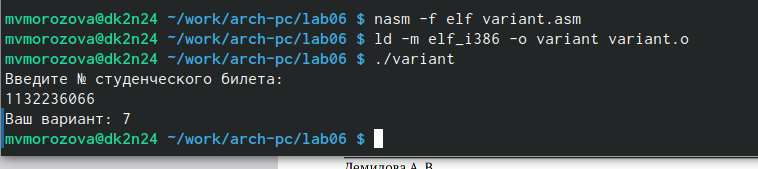 mvmorozova@dk2n24 ~/work/arch-pc/lab06 $ nasm -f elf variant.asm
mvmorozova@dk2n24 ~/work/arch-pc/lab06 $ ld -m elf_i386 -o variant variant.o
mvmorozova@dk2n24 ~/work/arch-pc/lab06 $ ./variant
Введите № студенческого билета:
1132236066
Ваш вариант: 7
mvmorozova@dk2n24 ~/work/arch-pc/lab06 $
Демидова А. В.